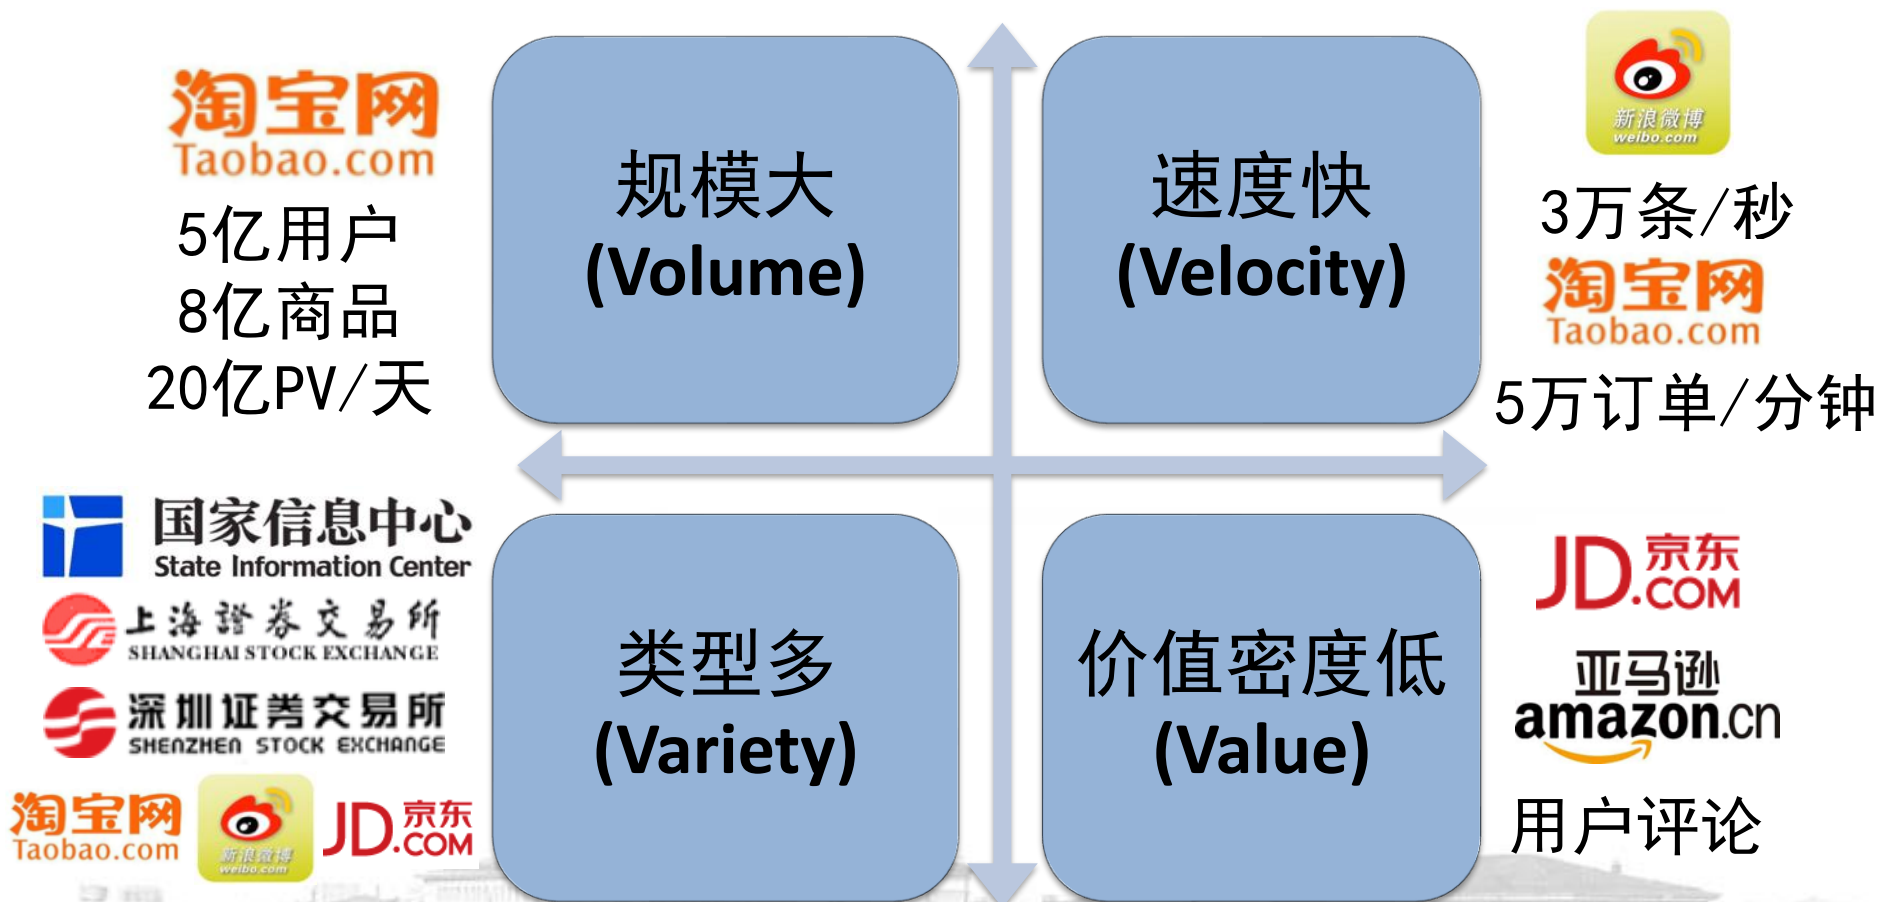 淘宝网
Taobao.com
5亿用户
8亿商品
20亿PV/天
规模大
(Volume)
速度快
(Velocity)
新浪微博
weibo.com
3万条/秒
淘宝网
Taobao.com
5万订单/分钟
国家信息中心
State Information Center
上海證券交易所
SHANGHAI STOCK EXCHANGE
深圳证券交易所
SHENZHEN STOCK EXCHANGE
淘宝网
Taobao.com
新浪微博
weibo.com
JD.京东
.COM
类型多
(Variety)
价值密度低
(Value)
JD.京东
.COM
亚马逊
amazon.cn
用户评论